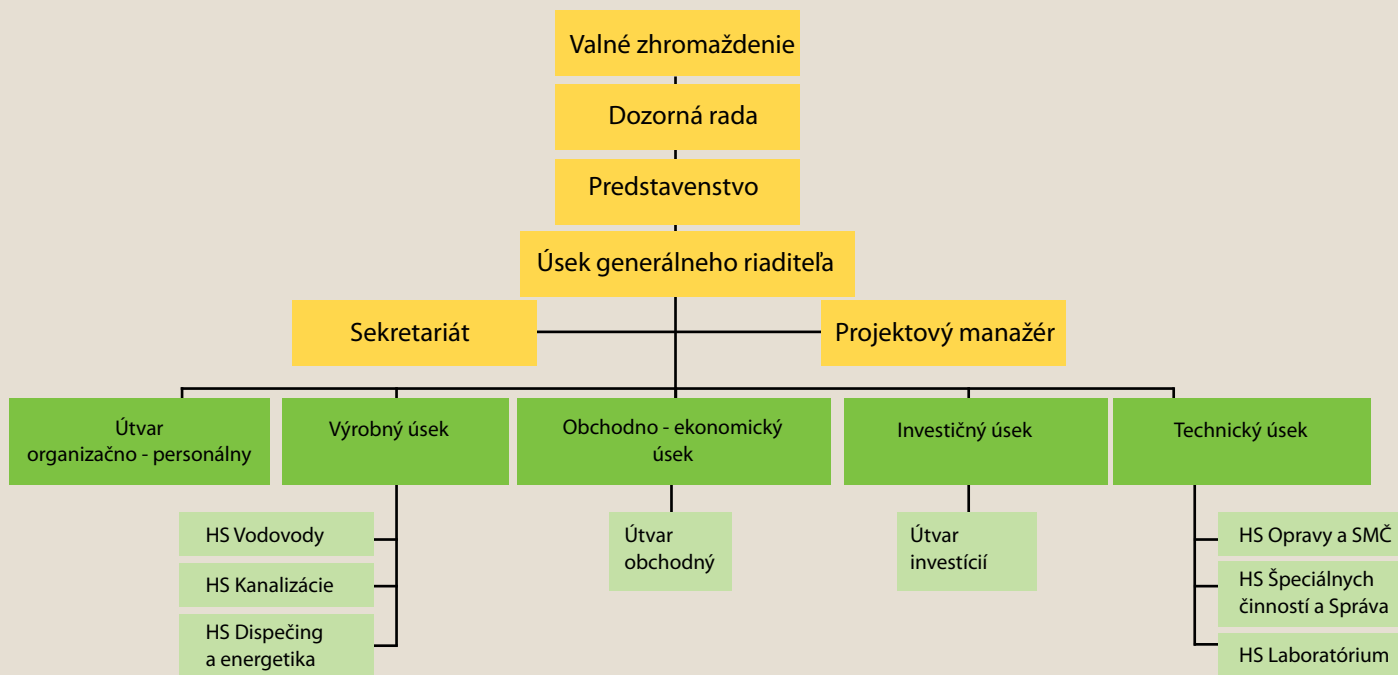 Valné zhromaždenie
Dozorná rada
Predstavenstvo
Úsek generálneho riaditeľa
Sekretariát
Projektový manažér
Útvar
organizačno - personálny
Výrobný úsek
Obchodno - ekonomický
úsek
Investičný úsek
Technický úsek
HS Vodovody
HS Kanalizácie
HS Dispečing
a energetika
Útvar
obchodný
Útvar
investícií
HS Opravy a SMČ
HS Špeciálnych
činností a Správa
HS Laboratórium